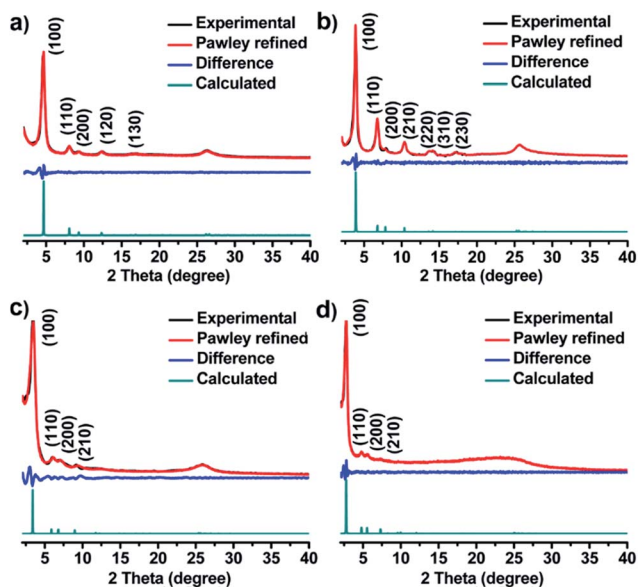 a)
(100)
Experimental
Pawley refined
Difference
Calculated
(110)
(200)
(120)
(130)
5 10 15 20 25 30 35 40
2 Theta (degree)
b)
(100)
Experimental
Pawley refined
Difference
Calculated
(110)
(200)
(210)
(220)
(310)
(230)
5 10 15 20 25 30 35 40
2 Theta (degree)
c)
(100)
Experimental
Pawley refined
Difference
Calculated
(110)
(200)
(210)
5 10 15 20 25 30 35 40
2 Theta (degree)
d)
(100)
Experimental
Pawley refined
Difference
Calculated
(110)
(200)
(210)
5 10 15 20 25 30 35 40
2 Theta (degree)